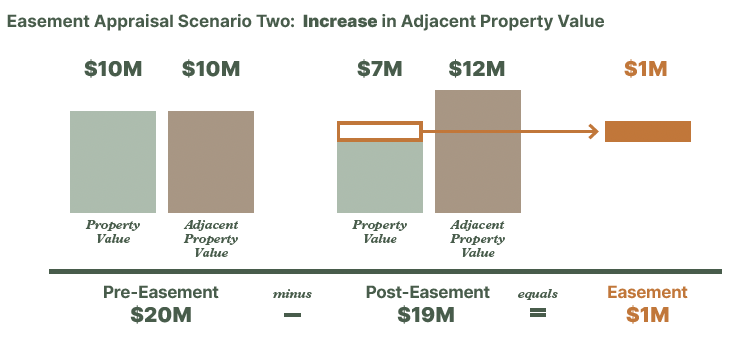 Easement Appraisal Scenario Two: Increase in Adjacent Property Value
$10M $10M $7M $12M $1M
Property
Value
Adjacent
Property
Value
Property
Value
Adjacent
Property
Value
Pre-Easement minus Post-Easement equals Easement
$20M — $19M = $1M